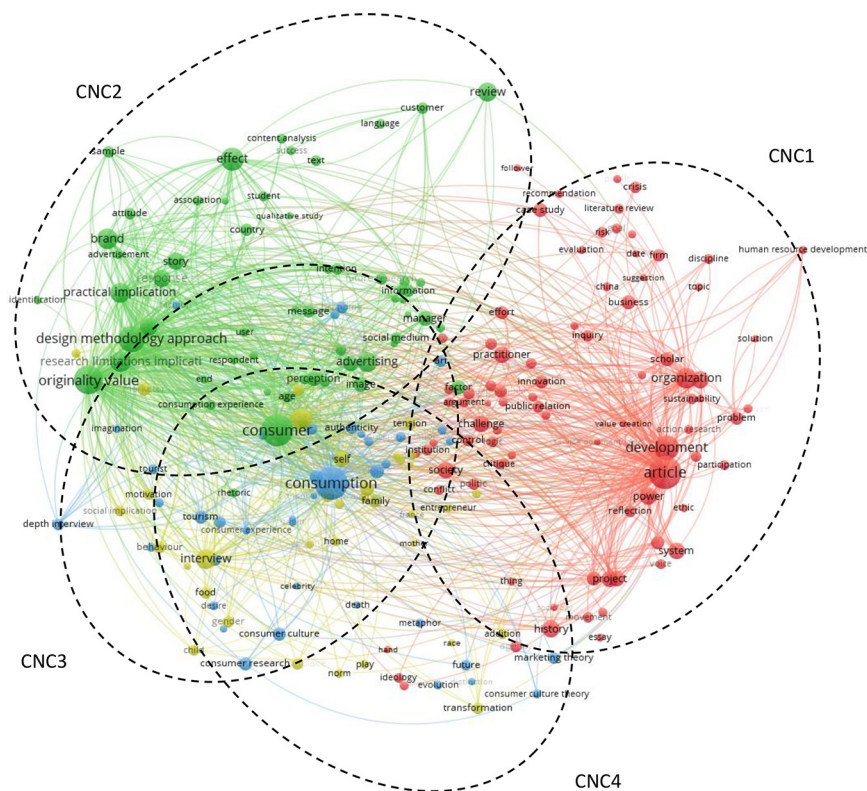 CNC2
review
customer
language
content analysis
success
text
sample
effect
CNC1
follower
recommendation
crisis
case study
literature review
association
student
attitude
qualitative study
country
brand
risk
advertisement
evaluation
date
firm
human resource development
discipline
story
response
intention
suggestion
practical implication
information
china
topic
identification
message
business
effort
manager
design methodology approach
user
social medium
inquiry
solution
research limitations implicati
respondent
advertising
art
practitioner
scholar
originality value
end
perception
image
factor
innovation
organization
consumation experience
age
argument
public relation
sustainability
imagination
consumer
authenticity
tension
challenge
value creation
action research
problem
control
logic
institution
development
tourist
self
society
critique
participation
motivation
consumption
article
rhetoric
family
conflict
politic
power
depth interview
social implication
tourism
entrepreneur
reflection
ethic
consumer experience
behaviour
home
mother
system
interview
voice
food
celebrity
thing
project
desire
death
gender
metaphor
movement
consumer culture
addition
history
essay
child
race
hand
CNC3
consumer research
play
future
marketing theory
norm
ideology
evolution
consumer culture theory
transformation
CNC4